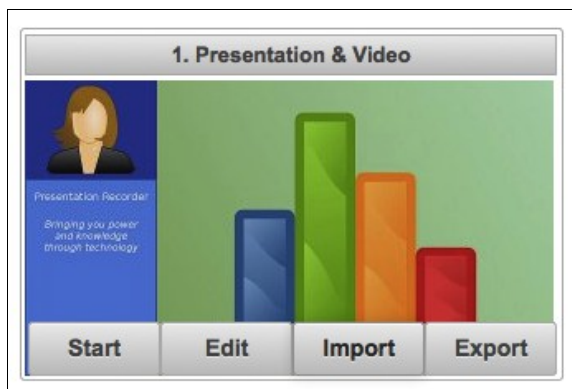 1. Presentation & Video
Presentation Recorder
Bringing you power
and knowledge
through technology
Start Edit Import Export